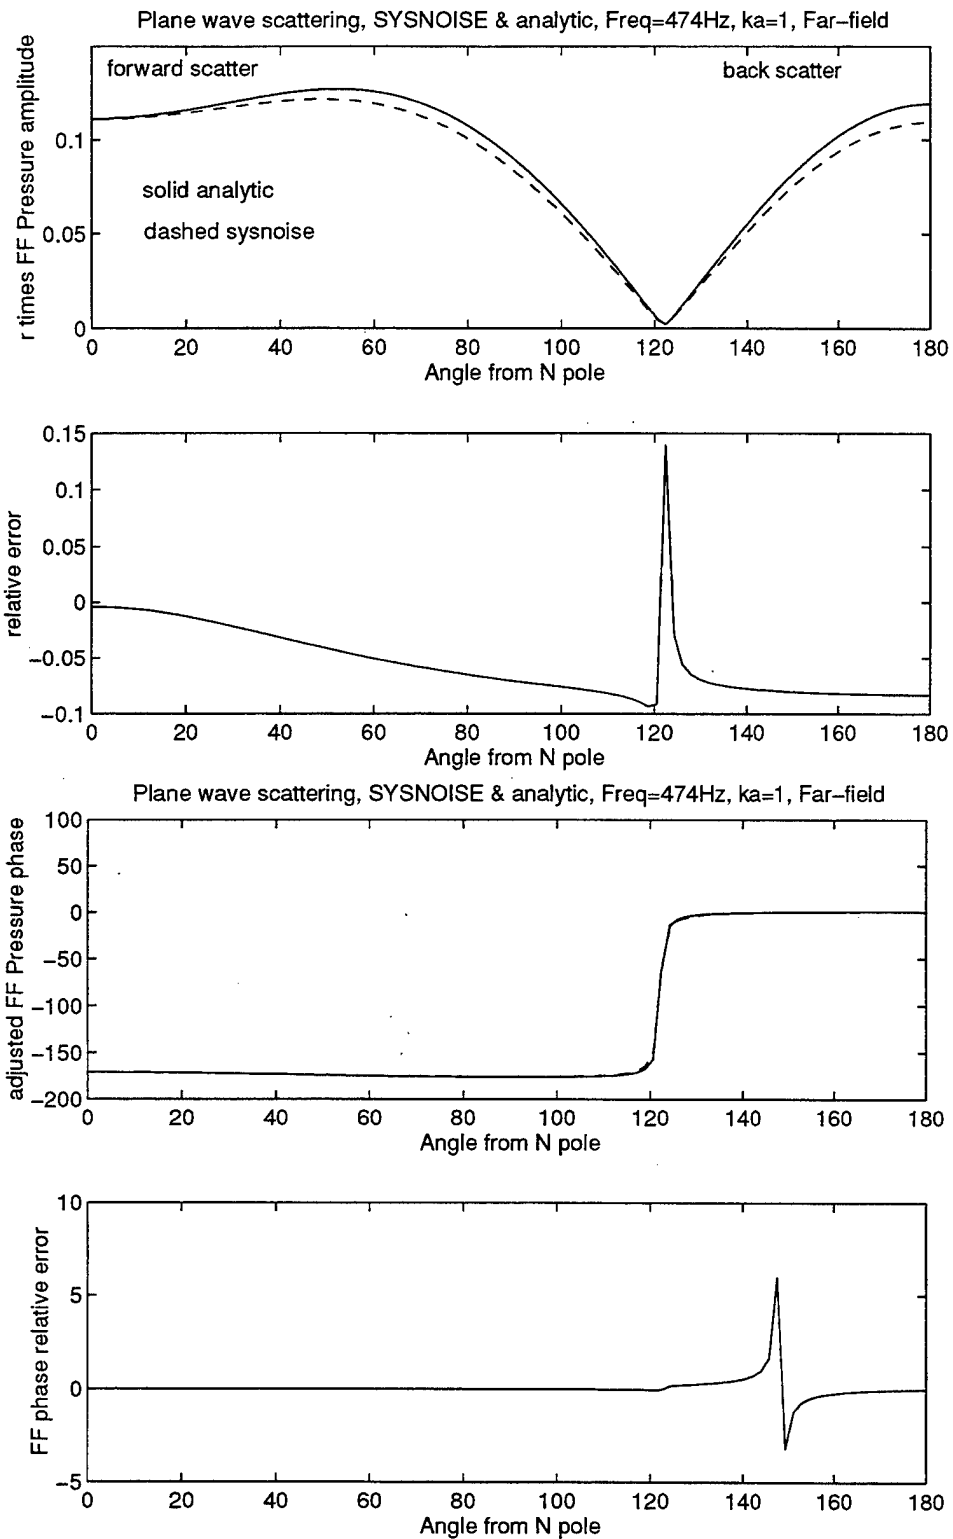 Plane wave scattering, SYSNOISE & analytic, Freq=474Hz, ka=1, Far−field
r times FF Pressure amplitude
forward scatter
back scatter
solid analytic
dashed sysnoise
0.1
0.05
0
0 20 40 60 80 100 120 140 160 180
Angle from N pole
relative error
0.15
0.1
0.05
0
−0.05
−0.1
0 20 40 60 80 100 120 140 160 180
Angle from N pole
Plane wave scattering, SYSNOISE & analytic, Freq=474Hz, ka=1, Far−field
adjusted FF Pressure phase
100
50
0
−50
−100
−150
−200
0 20 40 60 80 100 120 140 160 180
Angle from N pole
FF phase relative error
10
5
0
−5
0 20 40 60 80 100 120 140 160 180
Angle from N pole